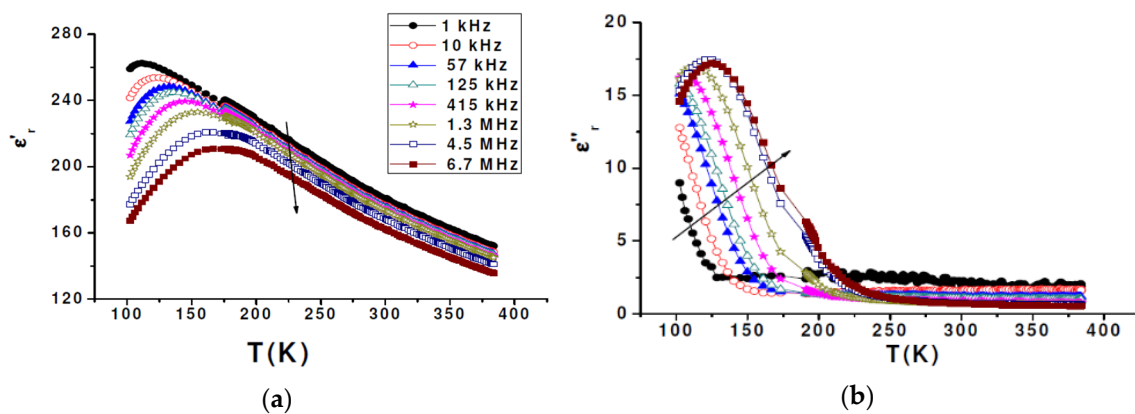 1 kHz
10 kHz
57 kHz
125 kHz
415 kHz
1.3 MHz
4.5 MHz
6.7 MHz
280
240
200
160
120
ε'r
100 150 200 250 300 350 400
T(K)
(a)
20
15
10
5
0
ε''r
100 150 200 250 300 350 400
T(K)
(b)